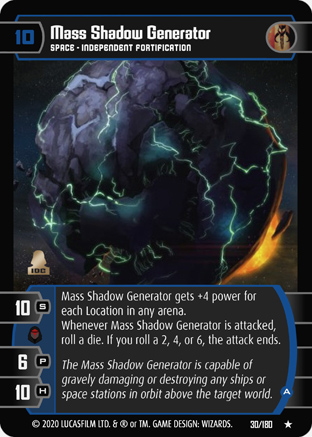 10
Mass Shadow Generator
SPACE - INDEPENDENT FORTIFICATION
IDC
10 S
6 P
10 H
Mass Shadow Generator gets +4 power for
each Location in any arena.
Whenever Mass Shadow Generator is attacked,
roll a die. If you roll a 2, 4, or 6, the attack ends.
The Mass Shadow Generator is capable of
gravely damaging or destroying any ships or
space stations in orbit above the target world.
A
© 2020 LUCASFILM LTD. & ® or TM. GAME DESIGN: WIZARDS. 30/180 ★